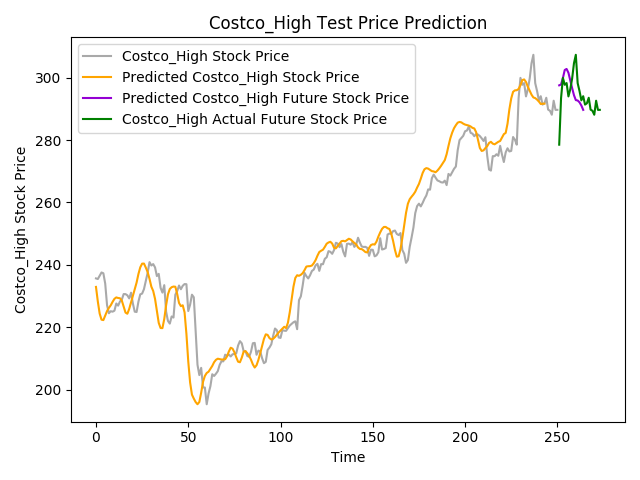 Costco_High Test Price Prediction
Costco_High Stock Price
Predicted Costco_High Stock Price
Predicted Costco_High Future Stock Price
Costco_High Actual Future Stock Price
Costco_High Stock Price
300
280
260
240
220
200
0 50 100 150 200 250
Time